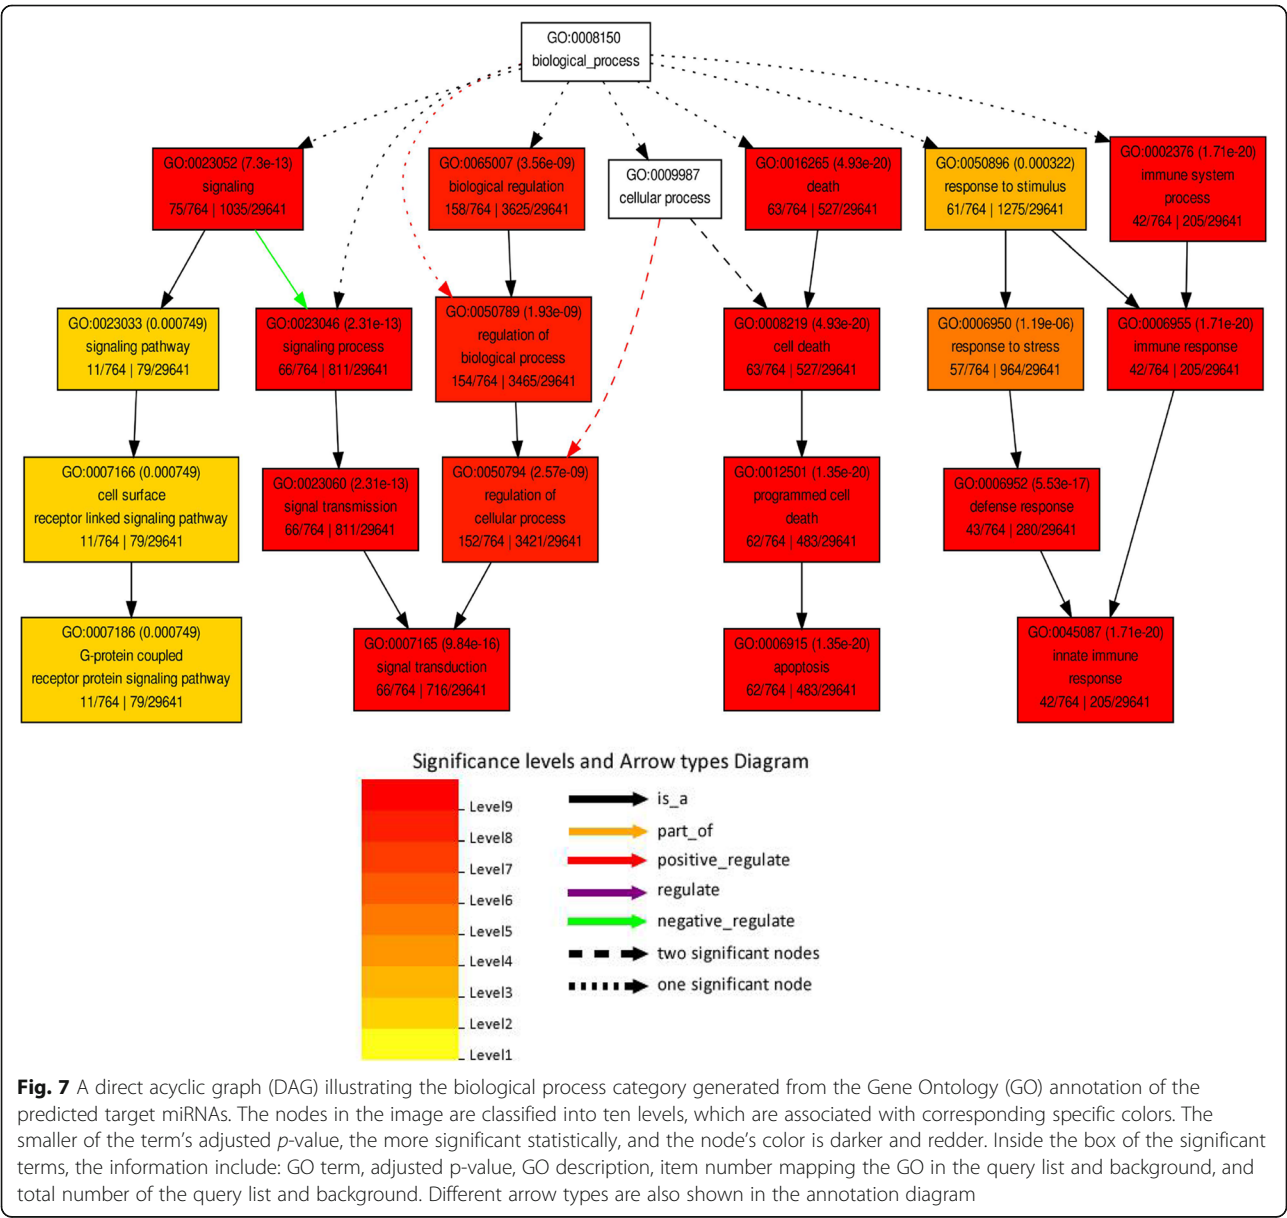 GO:0008150
biological_process
GO:0023052 (7.3e-13)
signaling
75/764 | 1035/29641
GO:0065007 (3.56e-09)
biological regulation
158/764 | 3625/29641
GO:0009987
cellular process
GO:0016265 (4.93e-20)
death
63/764 | 527/29641
GO:0050896 (0.000322)
response to stimulus
61/764 | 1275/29641
GO:0002376 (1.71e-20)
immune system
process
42/764 | 205/29641
GO:0023033 (0.000749)
signaling pathway
11/764 | 79/29641
GO:0023046 (2.31e-13)
signaling process
66/764 | 811/29641
GO:0050789 (1.93e-09)
regulation of
biological process
154/764 | 3465/29641
GO:0008219 (4.93e-20)
cell death
63/764 | 527/29641
GO:0006950 (1.19e-06)
response to stress
57/764 | 964/29641
GO:0006955 (1.71e-20)
immune response
42/764 | 205/29641
GO:0007166 (0.000749)
cell surface
receptor linked signaling pathway
11/764 | 79/29641
GO:0023060 (2.31e-13)
signal transmission
66/764 | 811/29641
GO:0050794 (2.57e-09)
regulation of
cellular process
152/764 | 3421/29641
GO:0012501 (1.35e-20)
programmed cell
death
62/764 | 483/29641
GO:0006952 (5.53e-17)
defense response
43/764 | 280/29641
GO:0007186 (0.000749)
G-protein coupled
receptor protein signaling pathway
11/764 | 79/29641
GO:0007165 (9.84e-16)
signal transduction
66/764 | 716/29641
GO:0006915 (1.35e-20)
apoptosis
62/764 | 483/29641
GO:0045087 (1.71e-20)
innate immune
response
42/764 | 205/29641
Significance levels and Arrow types Diagram
Level9
Level8
Level7
Level6
Level5
Level4
Level3
Level2
Level1
is_a
part_of
positive_regulate
regulate
negative_regulate
two significant nodes
one significant node
Fig. 7 A direct acyclic graph (DAG) illustrating the biological process category generated from the Gene Ontology (GO) annotation of the
predicted target miRNAs. The nodes in the image are classified into ten levels, which are associated with corresponding specific colors. The
smaller of the term's adjusted p-value, the more significant statistically, and the node's color is darker and redder. Inside the box of the significant
terms, the information include: GO term, adjusted p-value, GO description, item number mapping the GO in the query list and background, and
total number of the query list and background. Different arrow types are also shown in the annotation diagram